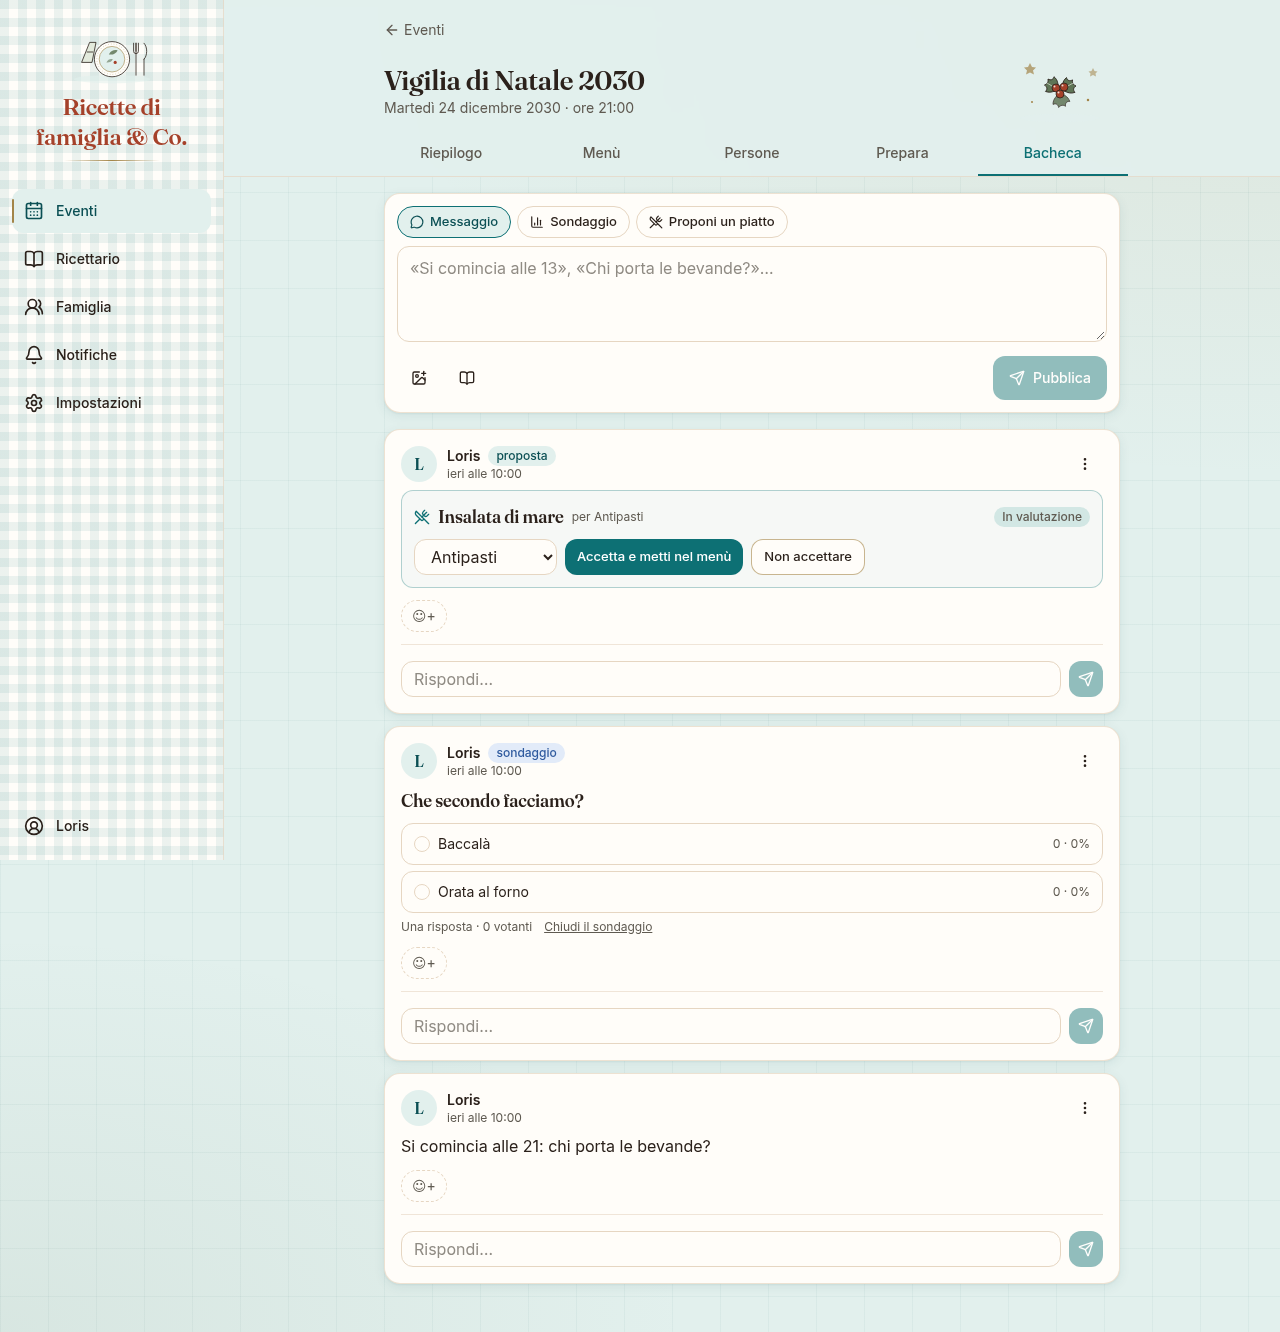 Ricette di
famiglia & Co.
Eventi
Ricettario
Famiglia
Notifiche
Impostazioni
Loris
Eventi
Vigilia di Natale 2030
Martedì 24 dicembre 2030 · ore 21:00
Riepilogo
Menù
Persone
Prepara
Bacheca
Messaggio
Sondaggio
Proponi un piatto
«Si comincia alle 13», «Chi porta le bevande?»...
Pubblica
L
Loris proposta
ieri alle 10:00
Insalata di mare per Antipasti
In valutazione
Antipasti
Accetta e metti nel menù
Non accettare
+
Rispondi...
L
Loris sondaggio
ieri alle 10:00
Che secondo facciamo?
Baccalà 0 · 0%
Orata al forno 0 · 0%
Una risposta · 0 votanti Chiudi il sondaggio
+
Rispondi...
L
Loris
ieri alle 10:00
Si comincia alle 21: chi porta le bevande?
+
Rispondi...